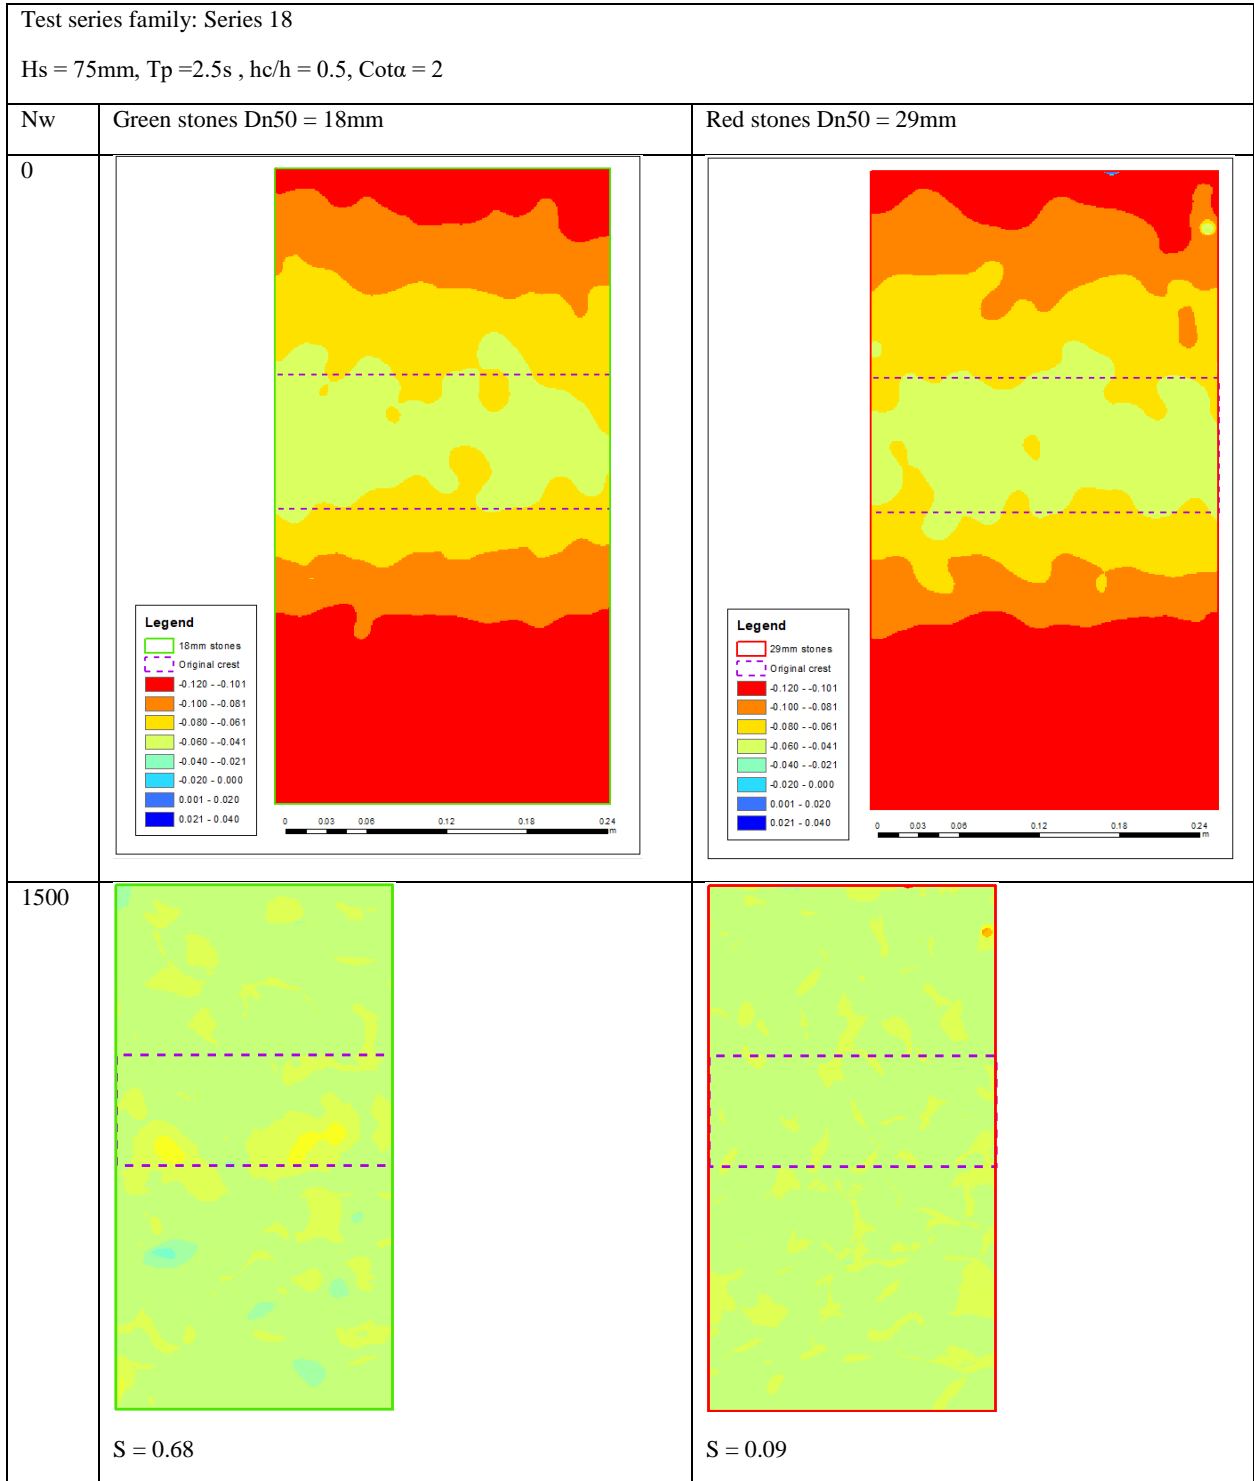 Test series family: Series 18
Hs = 75mm, Tp =2.5s , hc/h = 0.5, Cotα = 2
Nw
Green stones Dn50 = 18mm
Red stones Dn50 = 29mm
0
Legend
18mm stones
Original crest
-0.120 - -0.101
-0.100 - -0.081
-0.080 - -0.061
-0.060 - -0.041
-0.040 - -0.021
-0.020 - 0.000
0.001 - 0.020
0.021 - 0.040
0 0.03 0.06 0.12 0.18 0.24
m
Legend
29mm stones
Original crest
-0.120 - -0.101
-0.100 - -0.081
-0.080 - -0.061
-0.060 - -0.041
-0.040 - -0.021
-0.020 - 0.000
0.001 - 0.020
0.021 - 0.040
0 0.03 0.06 0.12 0.18 0.24
m
1500
S = 0.68
S = 0.09